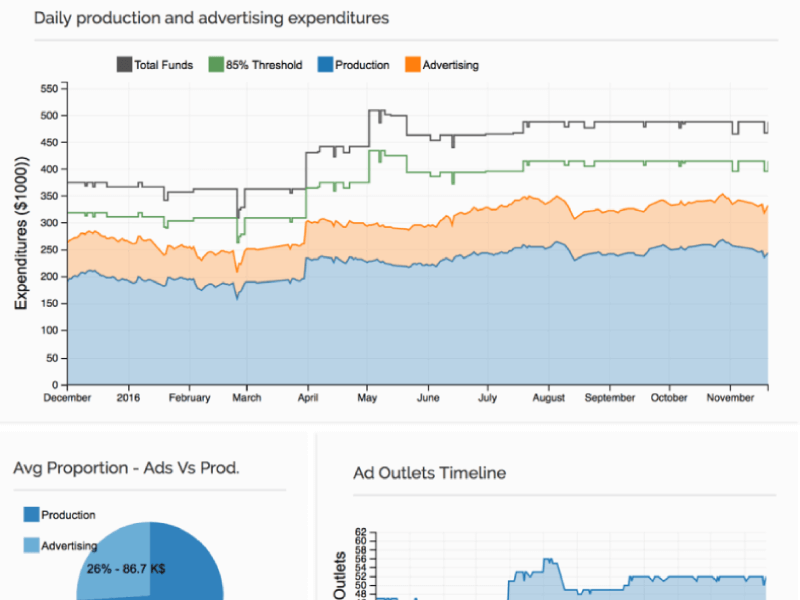 Daily production and advertising expenditures
Total Funds
85% Threshold
Production
Advertising
Expenditures ($1000))
550
500
450
400
350
300
250
200
150
100
50
0
December
2016
February
March
April
May
June
July
August
September
October
November
Avg Proportion - Ads Vs Prod.
Production
Advertising
26% - 86.7 K$
Ad Outlets Timeline
Outlets
62
60
58
56
54
52
50
48